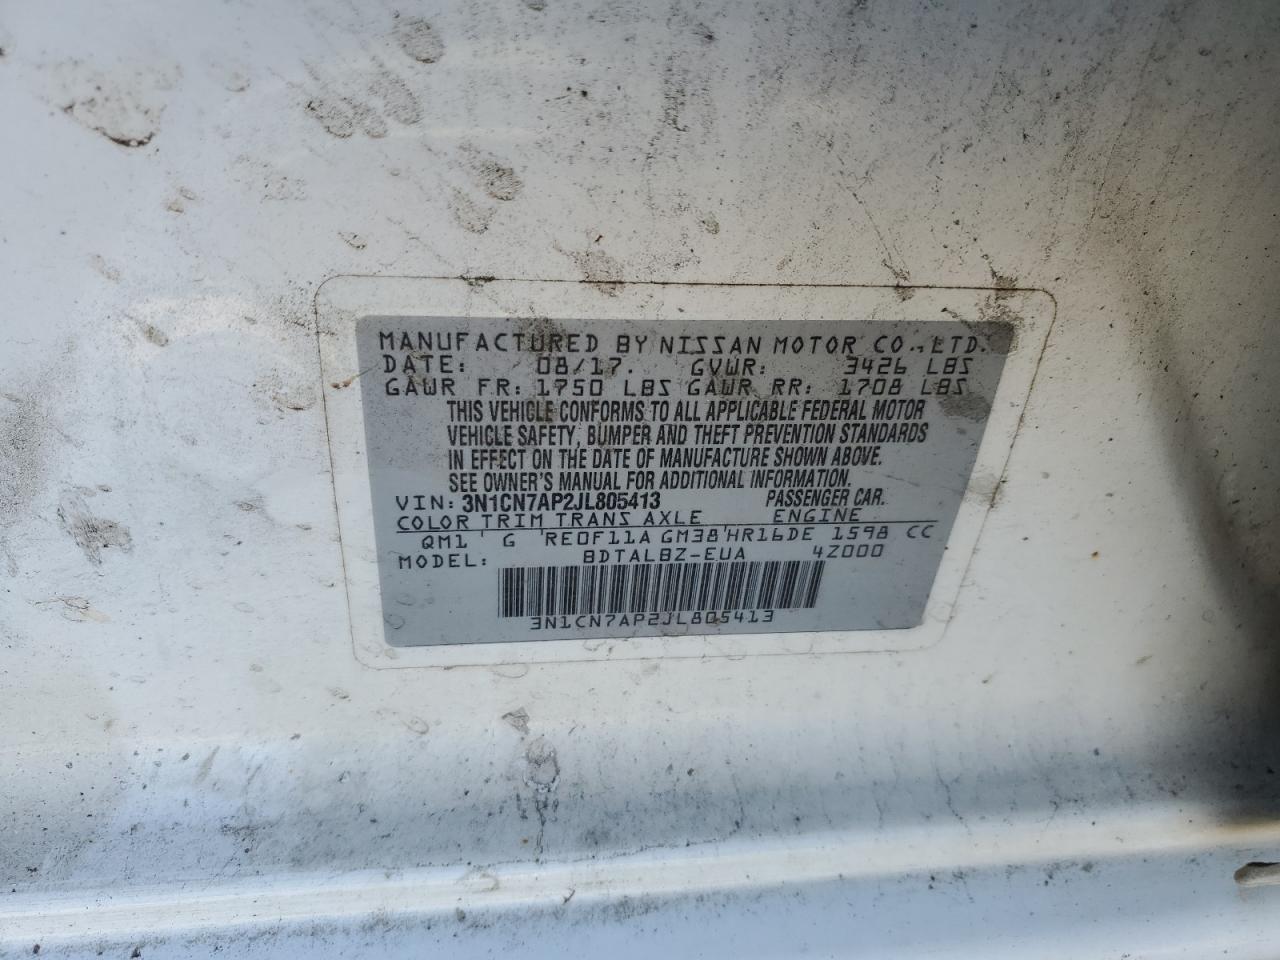 MANUFACTURED BY NISSAN MOTOR CO.,LTD.
DATE: 08/17. GVWR: 3426 LBS
GAWR FR: 1750 LBS GAWR RR: 1708 LBS
THIS VEHICLE CONFORMS TO ALL APPLICABLE FEDERAL MOTOR
VEHICLE SAFETY, BUMPER AND THEFT PREVENTION STANDARDS
IN EFFECT ON THE DATE OF MANUFACTURE SHOWN ABOVE.
SEE OWNER'S MANUAL FOR ADDITIONAL INFORMATION.
VIN: 3N1CN7AP2JL805413 PASSENGER CAR.
COLOR TRIM TRANS AXLE ENGINE
QM1 ' G 'RE0F11A GM38'HR16DE 1598 CC
MODEL: BDTALBZ-EUA 4Z000
3N1CN7AP2JL805413